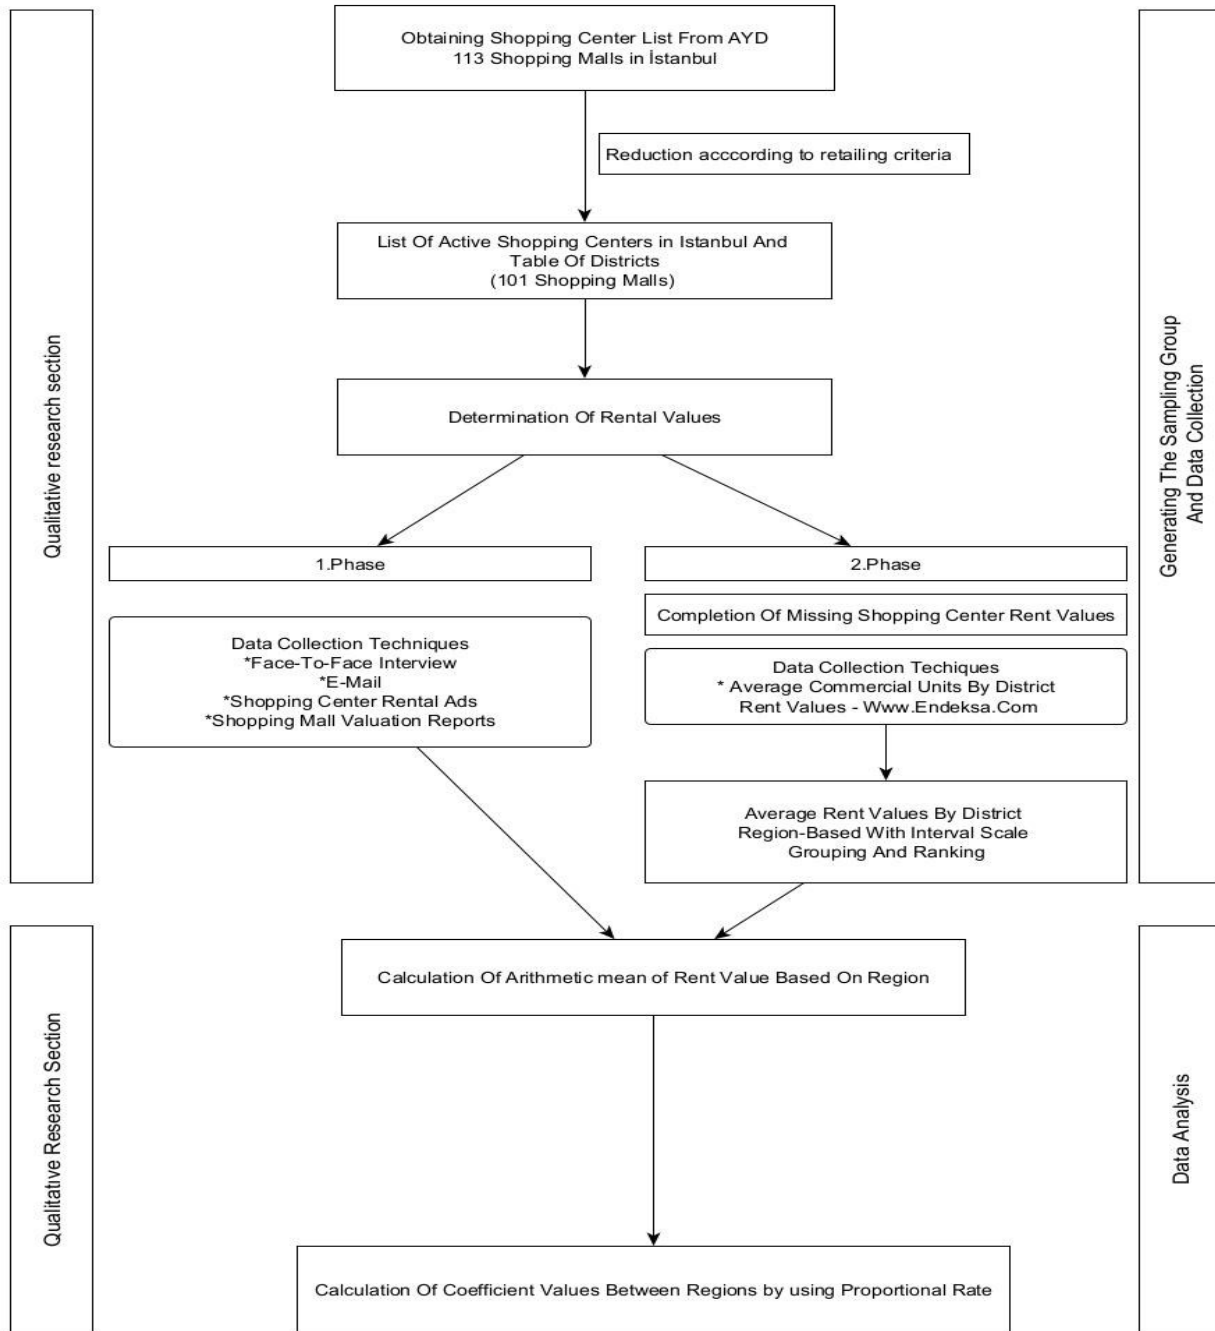 Obtaining Shopping Center List From AYD
113 Shopping Malls in İstanbul
Reduction acccording to retailing criteria
List Of Active Shopping Centers in Istanbul And
Table Of Districts
(101 Shopping Malls)
Determination Of Rental Values
Qualitative research section
Generating The Sampling Group
And Data Collection
1.Phase
Data Collection Techniques
*Face-To-Face Interview
*E-Mail
*Shopping Center Rental Ads
*Shopping Mall Valuation Reports
2.Phase
Completion Of Missing Shopping Center Rent Values
Data Collection Techiques
* Average Commercial Units By District
Rent Values - Www.Endeksa.Com
Average Rent Values By District
Region-Based With Interval Scale
Grouping And Ranking
Calculation Of Arithmetic mean of Rent Value Based On Region
Qualitative Research Section
Data Analysis
Calculation Of Coefficient Values Between Regions by using Proportional Rate